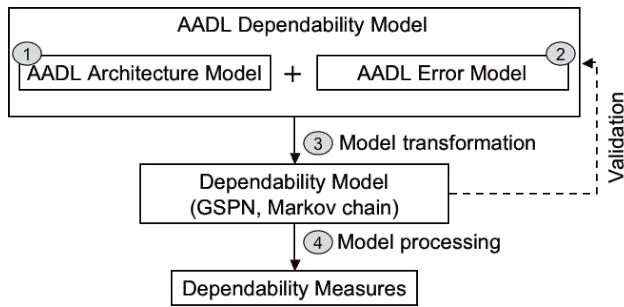 AADL Dependability Model
1
2
AADL Architecture Model + AADL Error Model
3 Model transformation
Validation
Dependability Model
(GSPN, Markov chain)
4 Model processing
Dependability Measures